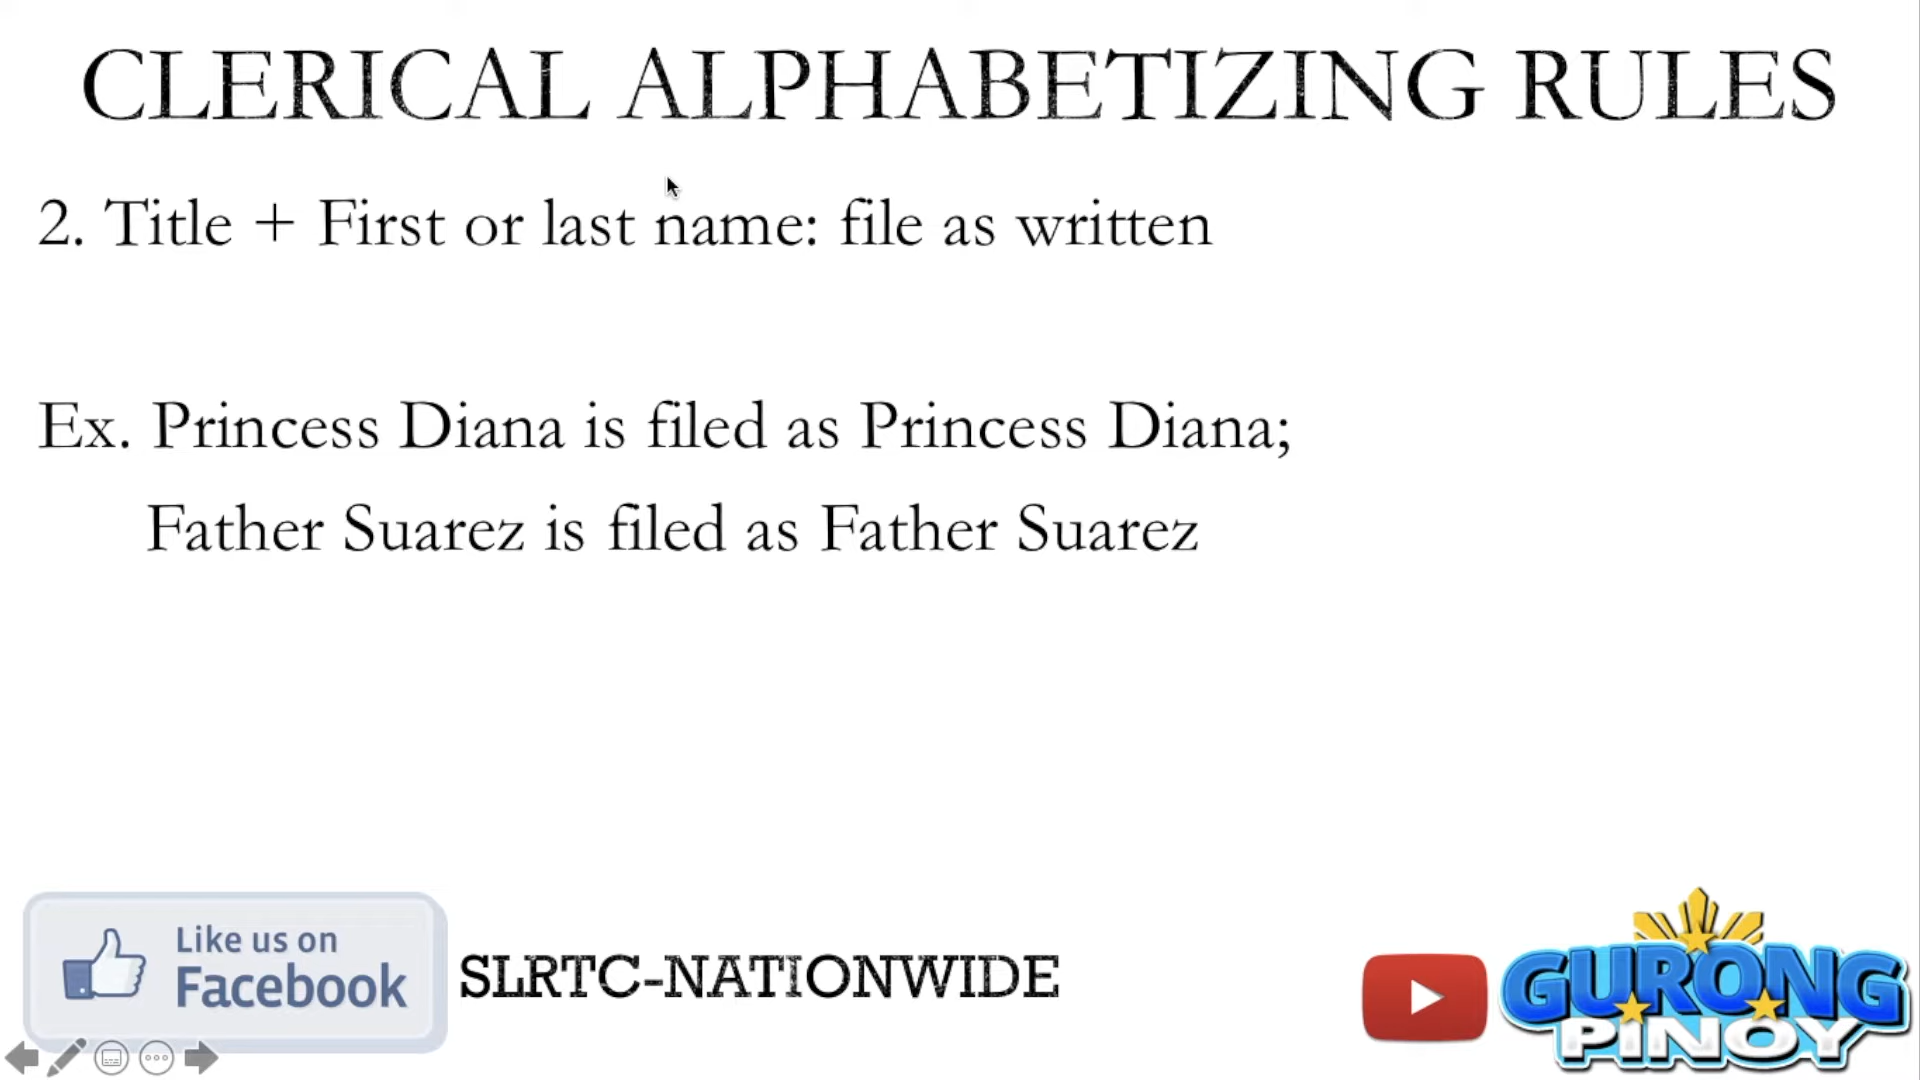 CLERICAL ALPHABETIZING RULES
2. Title + First or last name: file as written
Ex. Princess Diana is filed as Princess Diana;
Father Suarez is filed as Father Suarez
Like us on
Facebook
SLRTC-NATIONWIDE
GURONG
PINOY